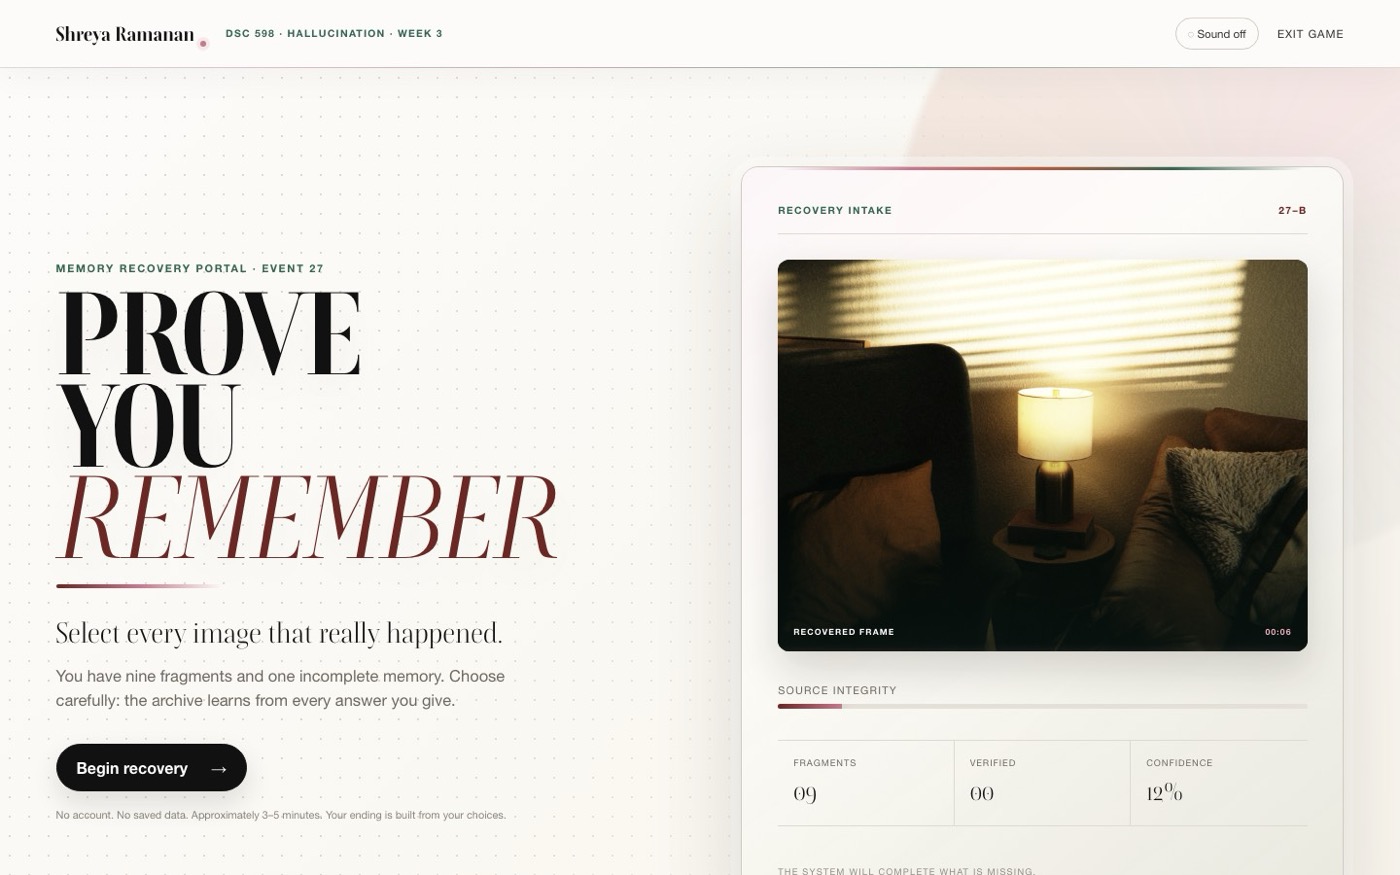 Shreya Ramanan
DSC 598 · HALLUCINATION · WEEK 3
Sound off
EXIT GAME
MEMORY RECOVERY PORTAL · EVENT 27
PROVE
YOU
REMEMBER
Select every image that really happened.
You have nine fragments and one incomplete memory. Choose
carefully: the archive learns from every answer you give.
Begin recovery →
No account. No saved data. Approximately 3–5 minutes. Your ending is built from your choices.
RECOVERY INTAKE
27–B
RECOVERED FRAME
00:06
SOURCE INTEGRITY
FRAGMENTS
09
VERIFIED
00
CONFIDENCE
12%
THE SYSTEM WILL COMPLETE WHAT IS MISSING.